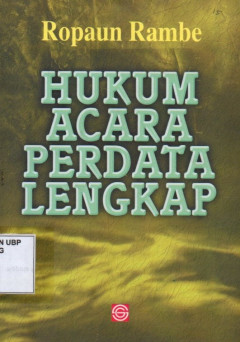 Ropaun Rambe
HUKUM
ACARA
PERDATA
LENGKAP
N UBP
G